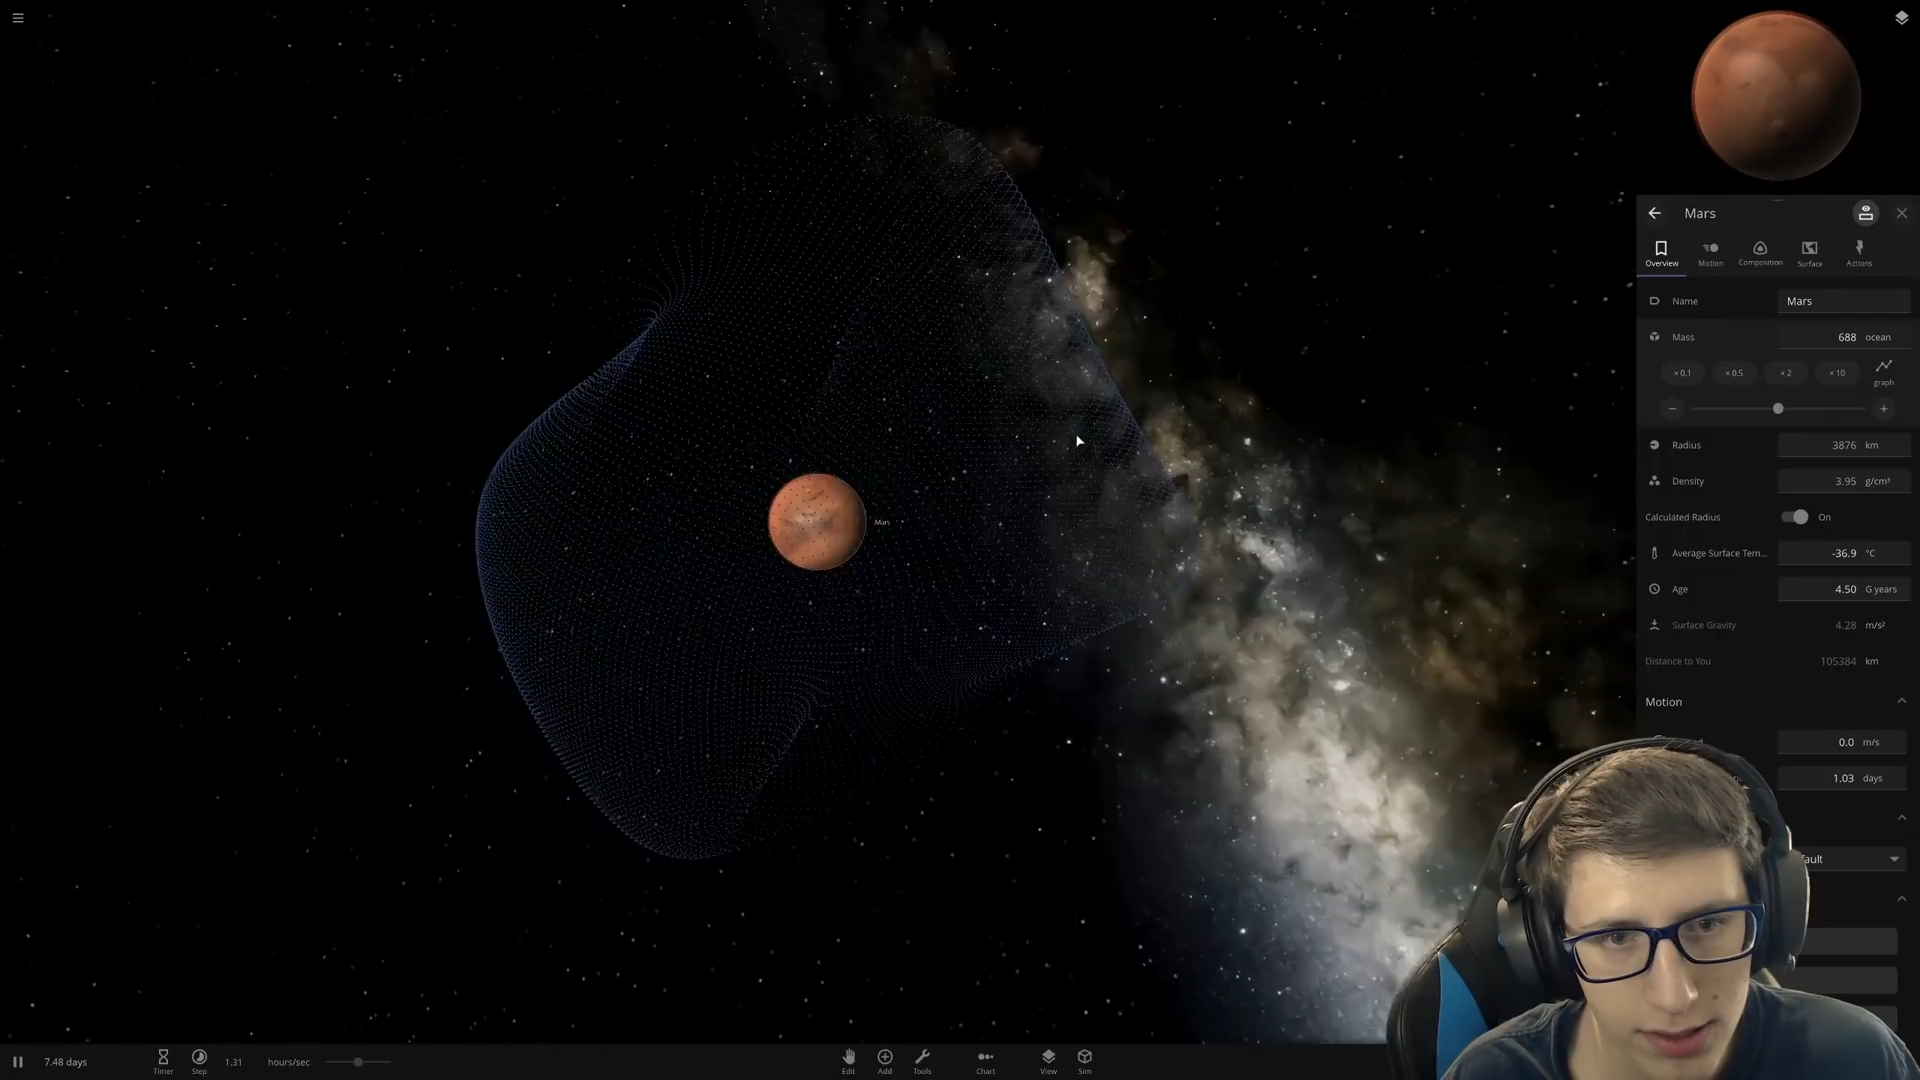 Mars
Overview
Motion
Composition
Surface
Actions
Name
Mars
Mass
688 ocean
× 0.1
× 0.5
× 2
× 10
graph
Radius
3876 km
Density
3.95 g/cm³
Calculated Radius
On
Average Surface Tem...
-36.9 °C
Age
4.50 G years
Surface Gravity
4.28 m/s²
Distance to You
105384 km
Motion
0.0 m/s
1.03 days
Mars
7.48 days
Timer
Step
1.31
hours/sec
Edit
Add
Tools
Chart
View
Sim